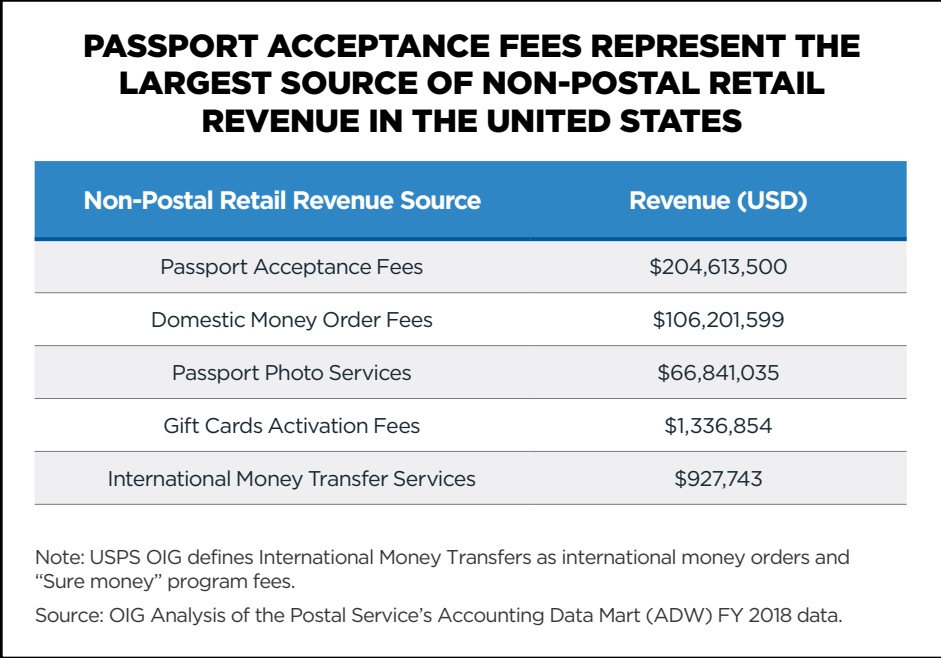 PASSPORT ACCEPTANCE FEES REPRESENT THE
LARGEST SOURCE OF NON-POSTAL RETAIL
REVENUE IN THE UNITED STATES
Non-Postal Retail Revenue Source Revenue (USD)
Passport Acceptance Fees $204,613,500
Domestic Money Order Fees $106,201,599
Passport Photo Services $66,841,035
Gift Cards Activation Fees $1,336,854
International Money Transfer Services $927,743
Note: USPS OIG defines International Money Transfers as international money orders and
“Sure money” program fees.
Source: OIG Analysis of the Postal Service’s Accounting Data Mart (ADW) FY 2018 data.